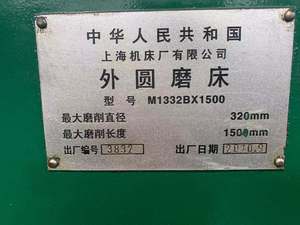 中华人民共和国
上海机床厂有限公司
外圆磨床
型号 M1332BX1500
最大磨削直径 320mm
最大磨削长度 1500mm
出厂编号 3837 出厂日期 2010.9